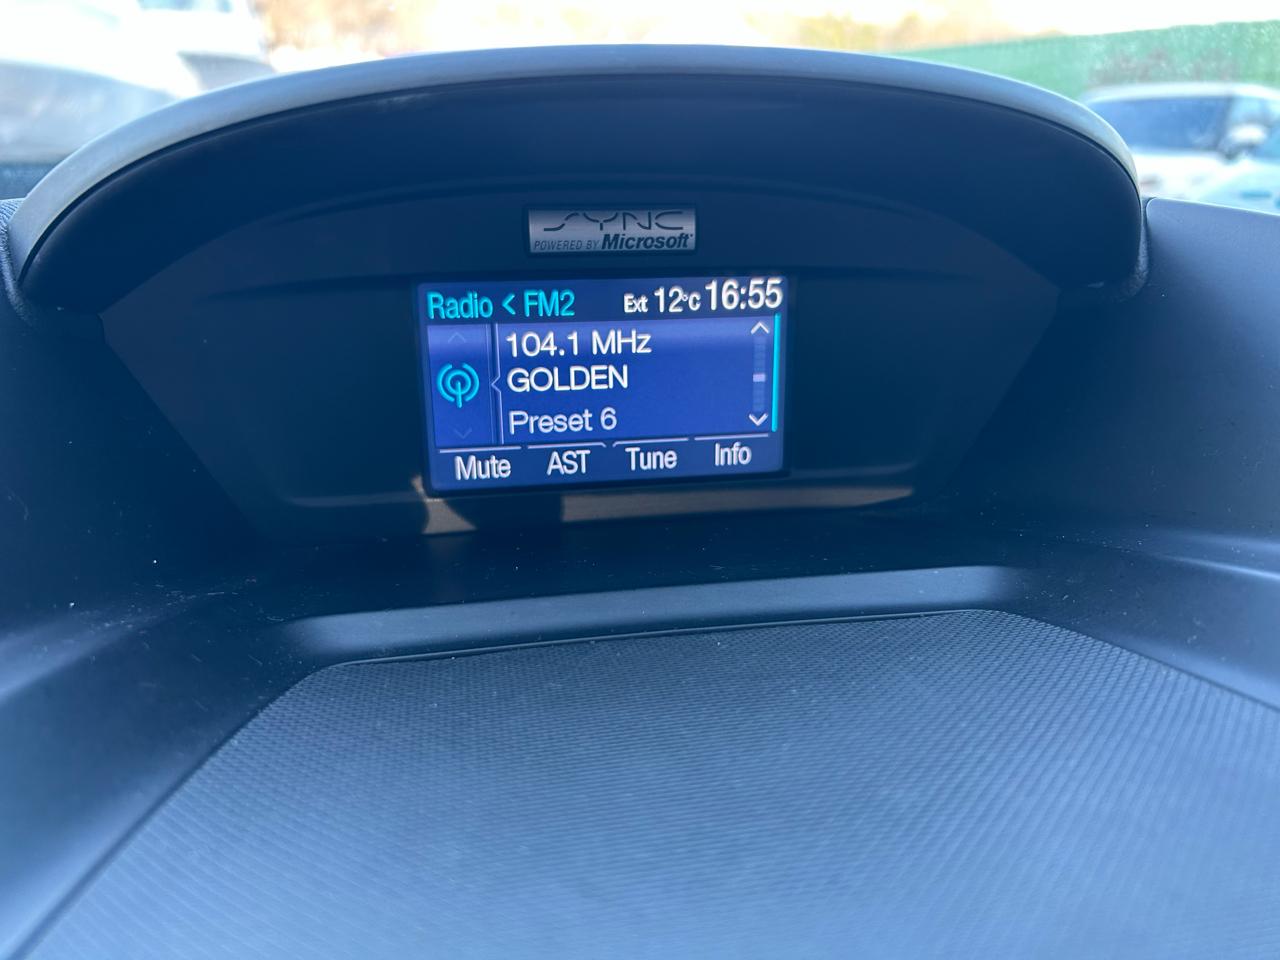 SYNC
POWERED BY Microsoft
Radio < FM2 Ext 12°C 16:55
104.1 MHz
GOLDEN
Preset 6
Mute AST Tune Info